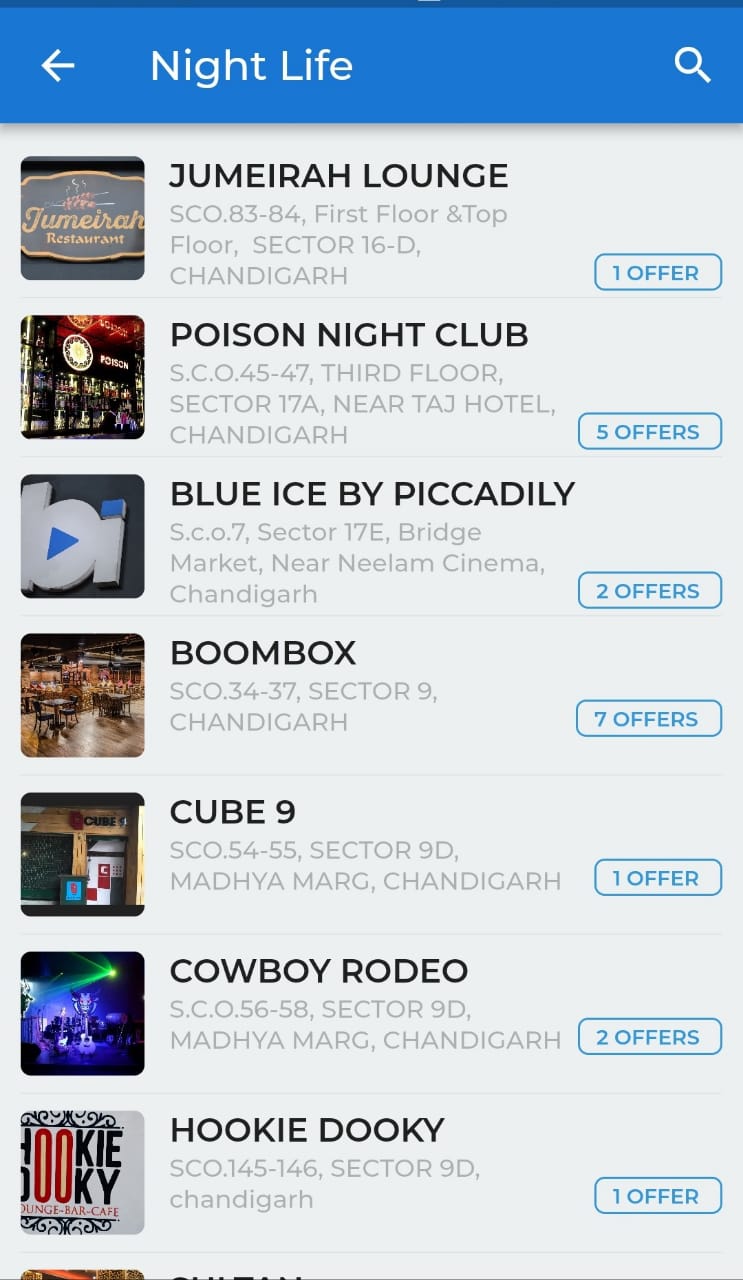 Night Life
JUMEIRAH LOUNGE
SCO.83-84, First Floor &Top
Floor,  SECTOR 16-D,
CHANDIGARH
1 OFFER
Jumeirah
Restaurant
POISON NIGHT CLUB
S.C.O.45-47, THIRD FLOOR,
SECTOR 17A, NEAR TAJ HOTEL,
CHANDIGARH
5 OFFERS
POISON
BLUE ICE BY PICCADILY
S.c.o.7, Sector 17E, Bridge
Market, Near Neelam Cinema,
Chandigarh
2 OFFERS
bi
BOOMBOX
SCO.34-37, SECTOR 9,
CHANDIGARH
7 OFFERS
CUBE 9
SCO.54-55, SECTOR 9D,
MADHYA MARG, CHANDIGARH
1 OFFER
CUBE 9
COWBOY RODEO
S.C.O.56-58, SECTOR 9D,
MADHYA MARG, CHANDIGARH
2 OFFERS
HOOKIE DOOKY
SCO.145-146, SECTOR 9D,
chandigarh
1 OFFER
HOOKIE
OOKY
OUNGE-BAR-CAFE